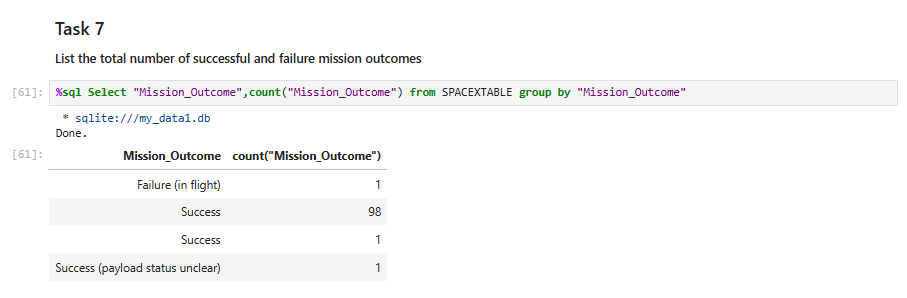 Task 7
List the total number of successful and failure mission outcomes
[61]: %sql Select "Mission_Outcome",count("Mission_Outcome") from SPACEXTABLE group by "Mission_Outcome"
* sqlite:///my_data1.db
Done.
[61]: Mission_Outcome count("Mission_Outcome")
Failure (in flight) 1
Success 98
Success 1
Success (payload status unclear) 1